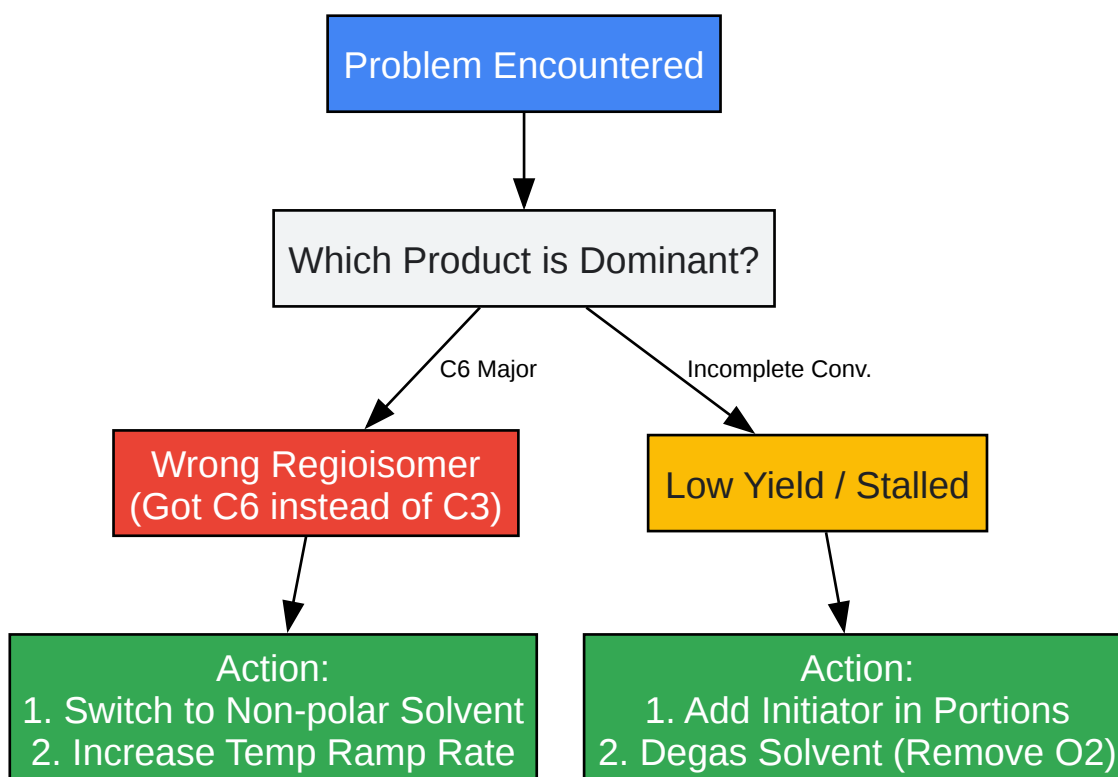 Problem Encountered
Which Product is Dominant?
C6 Major
Incomplete Conv.
Wrong Regioisomer
(Got C6 instead of C3)
Low Yield / Stalled
Action:
1. Switch to Non-polar Solvent
2. Increase Temp Ramp Rate
Action:
1. Add Initiator in Portions
2. Degas Solvent (Remove O2)